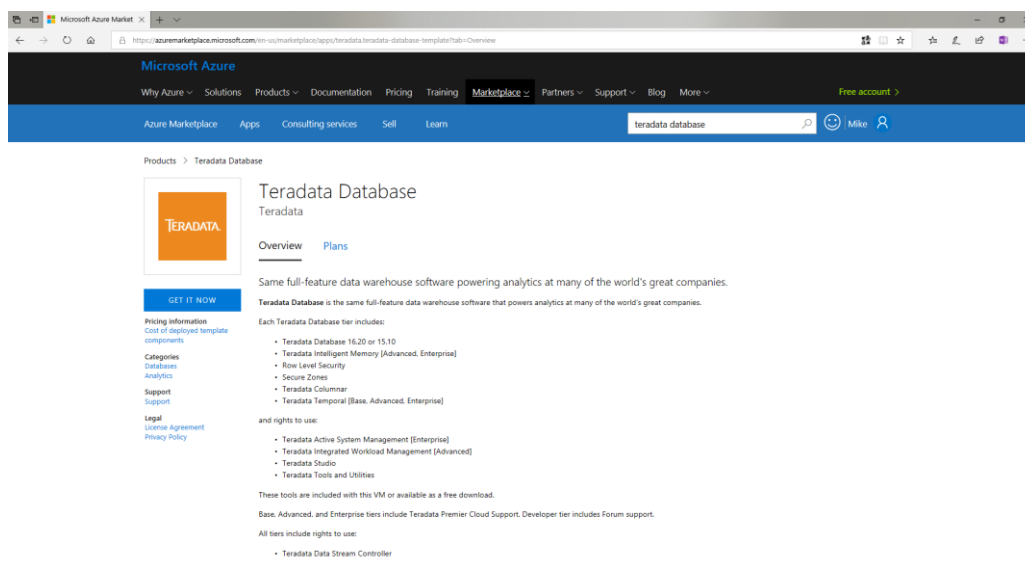 Microsoft Azure Market
https://azuremarketplace.microsoft.com/en-us/marketplace/apps/teradata.teradata-database-template?tab=Overview
Microsoft Azure
Why Azure Solutions Products Documentation Pricing Training Marketplace Partners Support Blog More Free account >
Azure Marketplace Apps Consulting services Sell Learn teradata database Mike
Products > Teradata Database
TERADATA.
Teradata Database
Teradata
Overview Plans
Same full-feature data warehouse software powering analytics at many of the world's great companies.
GET IT NOW
Teradata Database is the same full-feature data warehouse software that powers analytics at many of the world's great companies.
Pricing information
Cost of deployed template
components
Categories
Databases
Analytics
Support
Support
Legal
License Agreement
Privacy Policy
Each Teradata Database tier includes:
• Teradata Database 16.20 or 15.10
• Teradata Intelligent Memory [Advanced, Enterprise]
• Row Level Security
• Secure Zones
• Teradata Columnar
• Teradata Temporal [Base, Advanced, Enterprise]
and rights to use:
• Teradata Active System Management [Enterprise]
• Teradata Integrated Workload Management [Advanced]
• Teradata Studio
• Teradata Tools and Utilities
These tools are included with this VM or available as a free download.
Base, Advanced, and Enterprise tiers include Teradata Premier Cloud Support. Developer tier includes Forum support.
All tiers include rights to use:
• Teradata Data Stream Controller